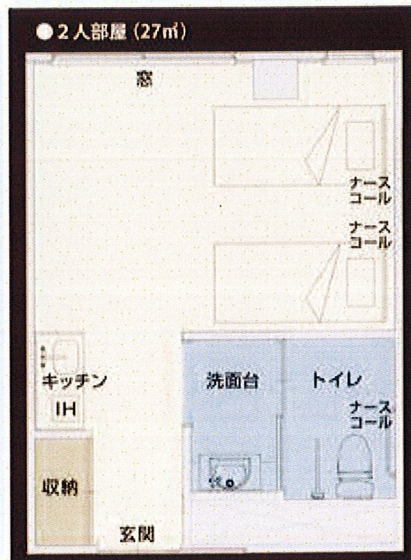 ●2人部屋(27㎡)
窓
ナース
コール
ナース
コール
キッチン
IH
洗面台
トイレ
ナース
コール
収納
玄関